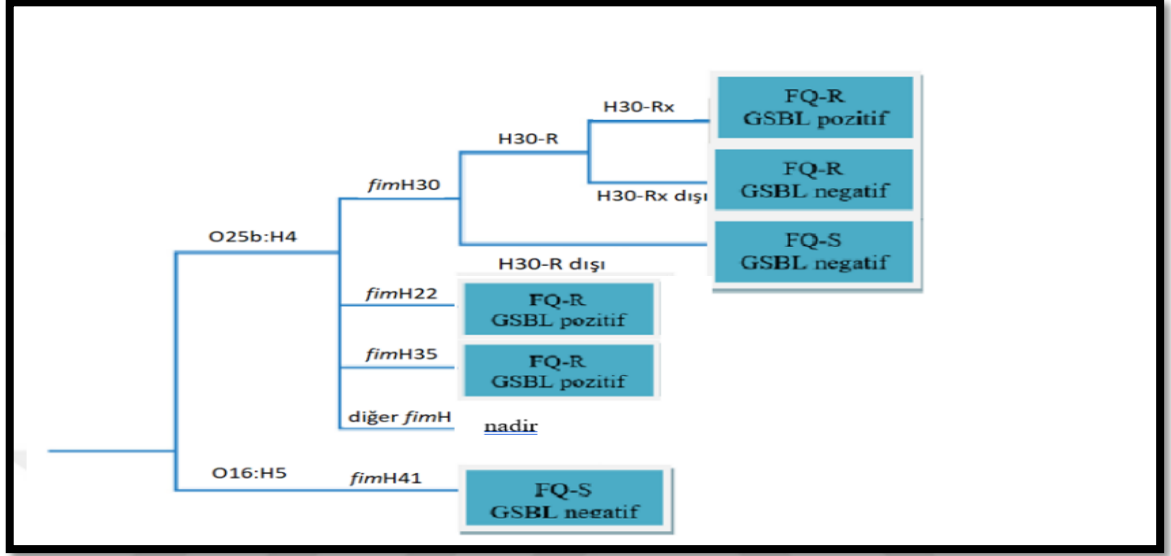 H30-Rx
FQ-R
GSBL pozitif
H30-R
FQ-R
GSBL negatif
H30-Rx dışı
fimH30
O25b:H4
FQ-S
GSBL negatif
H30-R dışı
fimH22
FQ-R
GSBL pozitif
fimH35
FQ-R
GSBL pozitif
diğer fimH
nadir
O16:H5
fimH41
FQ-S
GSBL negatif